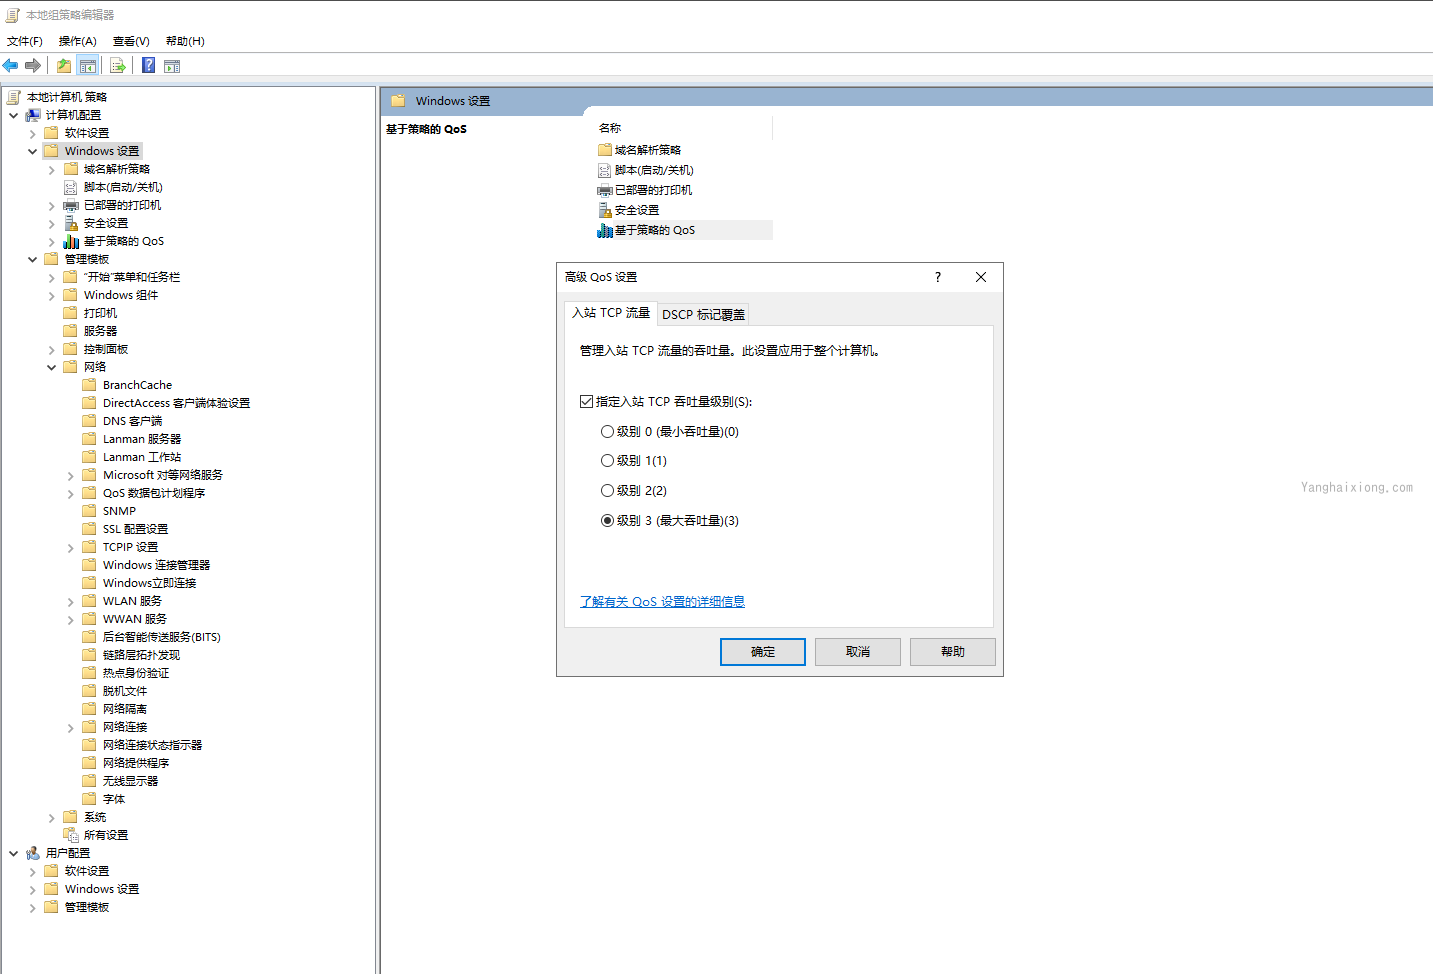 本地组策略编辑器
文件(F) 操作(A) 查看(V) 帮助(H)
本地计算机 策略
计算机配置
软件设置
Windows 设置
域名解析策略
脚本(启动/关机)
已部署的打印机
安全设置
基于策略的 QoS
管理模板
"开始"菜单和任务栏
Windows 组件
打印机
服务器
控制面板
网络
BranchCache
DirectAccess 客户端体验设置
DNS 客户端
Lanman 服务器
Lanman 工作站
Microsoft 对等网络服务
QoS 数据包计划程序
SNMP
SSL 配置设置
TCPIP 设置
Windows 连接管理器
Windows立即连接
WLAN 服务
WWAN 服务
后台智能传送服务(BITS)
链路层拓扑发现
热点身份验证
脱机文件
网络隔离
网络连接
网络连接状态指示器
网络提供程序
无线显示器
字体
系统
所有设置
用户配置
软件设置
Windows 设置
管理模板
Windows 设置
基于策略的 QoS
名称
域名解析策略
脚本(启动/关机)
已部署的打印机
安全设置
基于策略的 QoS
高级 QoS 设置
入站 TCP 流量 DSCP 标记覆盖
管理入站 TCP 流量的吞吐量。此设置应用于整个计算机。
指定入站 TCP 吞吐量级别(S):
级别 0 (最小吞吐量)(0)
级别 1(1)
级别 2(2)
级别 3 (最大吞吐量)(3)
了解有关 QoS 设置的详细信息
确定 取消 帮助
Yanghaixiong.com